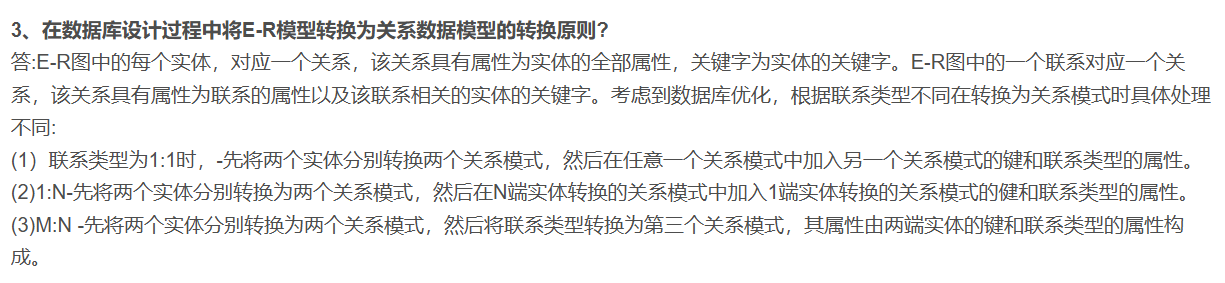 3、在数据库设计过程中将E-R模型转换为关系数据模型的转换原则？
答:E-R图中的每个实体，对应一个关系，该关系具有属性为实体的全部属性，关键字为实体的关键字。E-R图中的一个联系对应一个关
系，该关系具有属性为联系的属性以及该联系相关的实体的关键字。考虑到数据库优化，根据联系类型不同在转换为关系模式时具体处理
不同:
(1)  联系类型为1:1时，-先将两个实体分别转换两个关系模式，然后在任意一个关系模式中加入另一个关系模式的键和联系类型的属性。
(2)1:N-先将两个实体分别转换为两个关系模式，然后在N端实体转换的关系模式中加入1端实体转换的关系模式的健和联系类型的属性。
(3)M:N -先将两个实体分别转换为两个关系模式，然后将联系类型转换为第三个关系模式，其属性由两端实体的键和联系类型的属性构
成。